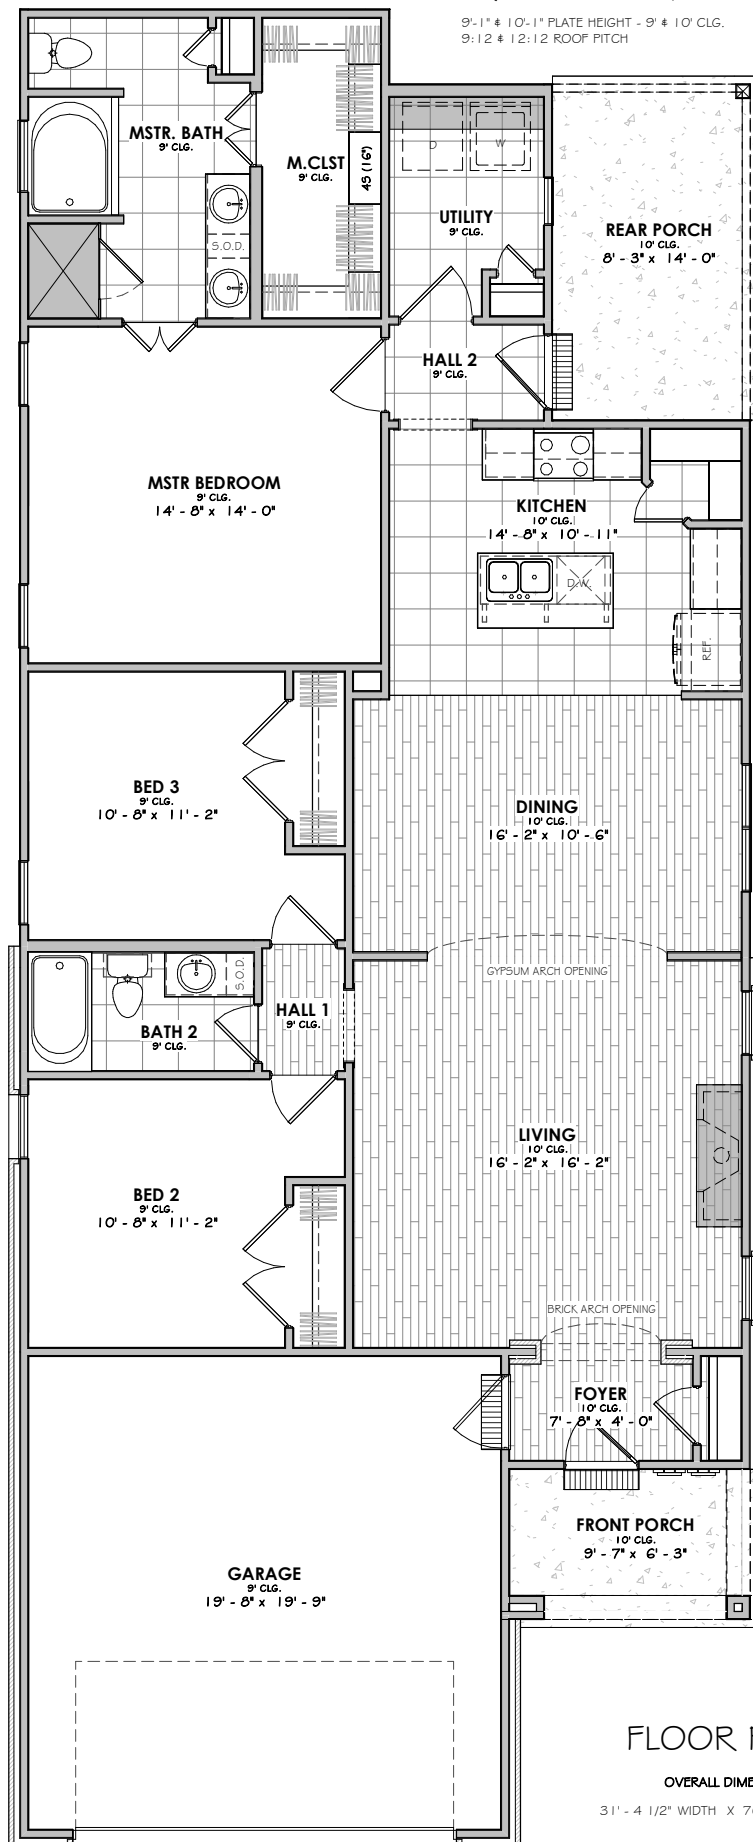 9'-1" & 10'-1" PLATE HEIGHT - 9' & 10' CLG.
9:12 & 12:12 ROOF PITCH
MSTR. BATH
9' CLG.
M.CLST
9' CLG.
4S (16")
D
W
UTILITY
9' CLG.
REAR PORCH
10' CLG.
8' - 3" x 14' - 0"
S.O.D.
HALL 2
9' CLG.
MSTR BEDROOM
9' CLG.
14' - 8" x 14' - 0"
KITCHEN
10' CLG.
14' - 8" x 10' - 11"
D.W.
REF.
BED 3
9' CLG.
10' - 8" x 11' - 2"
DINING
10' CLG.
16' - 2" x 10' - 6"
GYPSUM ARCH OPENING
S.O.D.
HALL 1
9' CLG.
BATH 2
9' CLG.
LIVING
10' CLG.
16' - 2" x 16' - 2"
BED 2
9' CLG.
10' - 8" x 11' - 2"
BRICK ARCH OPENING
FOYER
10' CLG.
7' - 8" x 4' - 0"
FRONT PORCH
10' CLG.
9' - 7" x 6' - 3"
GARAGE
9' CLG.
19' - 8" x 19' - 9"
FLOOR
OVERALL DIME
31' - 4 1/2" WIDTH X 7